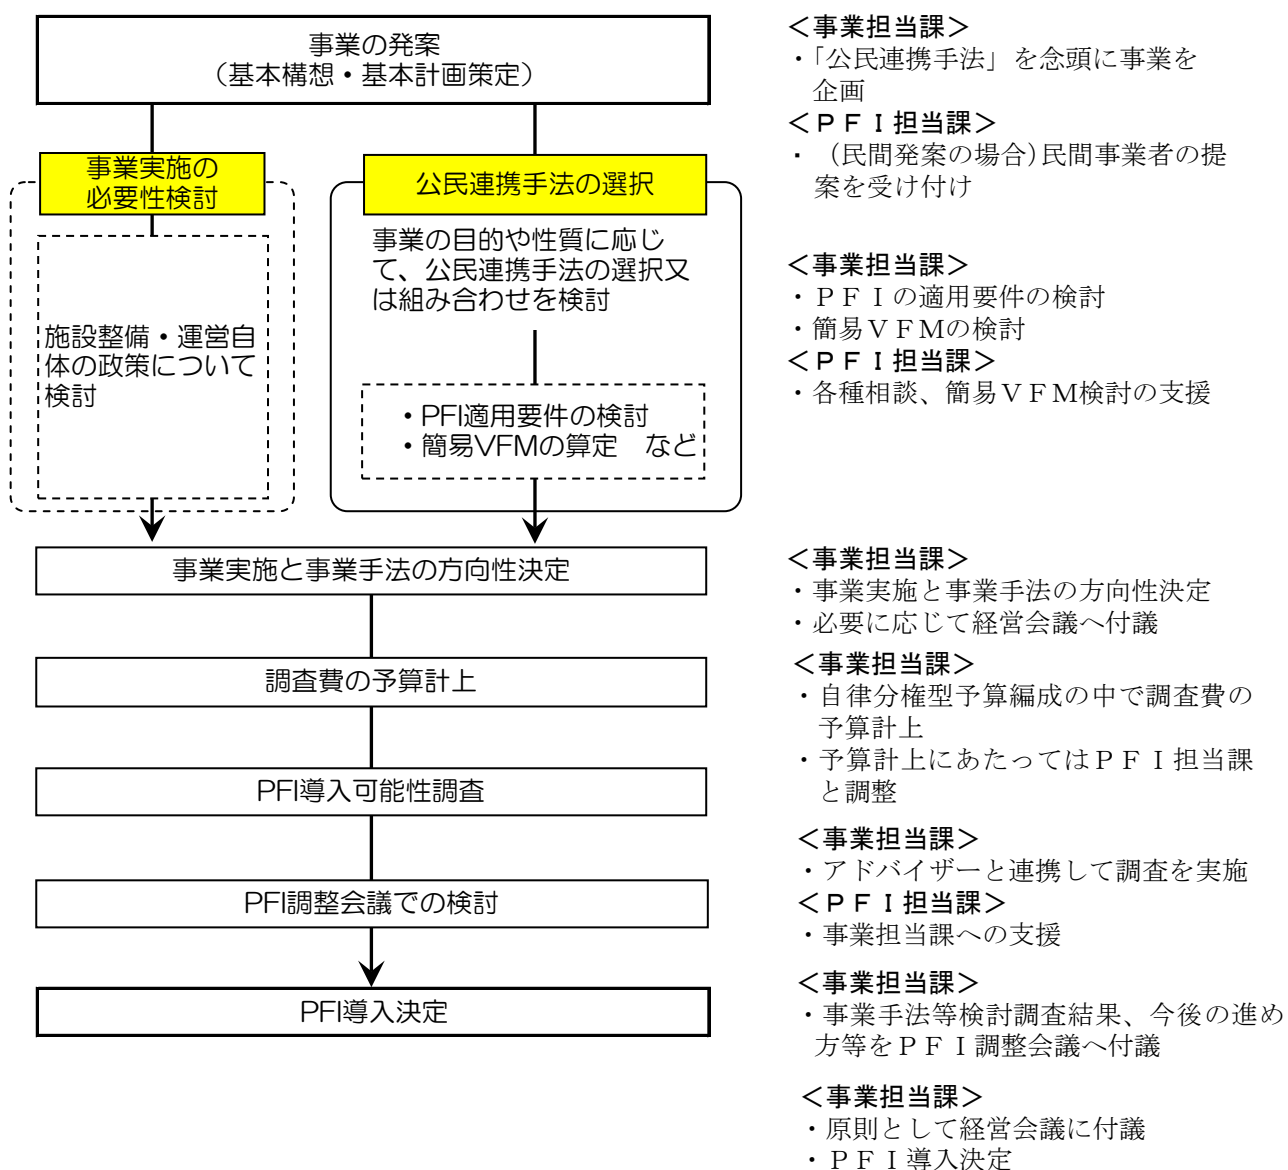 事業の発案
（基本構想・基本計画策定）
事業実施の
必要性検討
施設整備・運営自
体の政策について
検討
公民連携手法の選択
事業の目的や性質に応じ
て、公民連携手法の選択又
は組み合わせを検討
・PFI適用要件の検討
・簡易VFMの算定　など
事業実施と事業手法の方向性決定
調査費の予算計上
PFI導入可能性調査
PFI調整会議での検討
PFI導入決定
＜事業担当課＞
・「公民連携手法」を念頭に事業を
企画
＜ＰＦＩ担当課＞
・（民間発案の場合）民間事業者の提
案を受け付け
＜事業担当課＞
・ＰＦＩの適用要件の検討
・簡易ＶＦＭの検討
＜ＰＦＩ担当課＞
・各種相談、簡易ＶＦＭ検討の支援
＜事業担当課＞
・事業実施と事業手法の方向性決定
・必要に応じて経営会議へ付議
＜事業担当課＞
・自律分権型予算編成の中で調査費の
予算計上
・予算計上にあたってはＰＦＩ担当課
と調整
＜事業担当課＞
・アドバイザーと連携して調査を実施
＜ＰＦＩ担当課＞
・事業担当課への支援
＜事業担当課＞
・事業手法等検討調査結果、今後の進め
方等をＰＦＩ調整会議へ付議
＜事業担当課＞
・原則として経営会議に付議
・ＰＦＩ導入決定